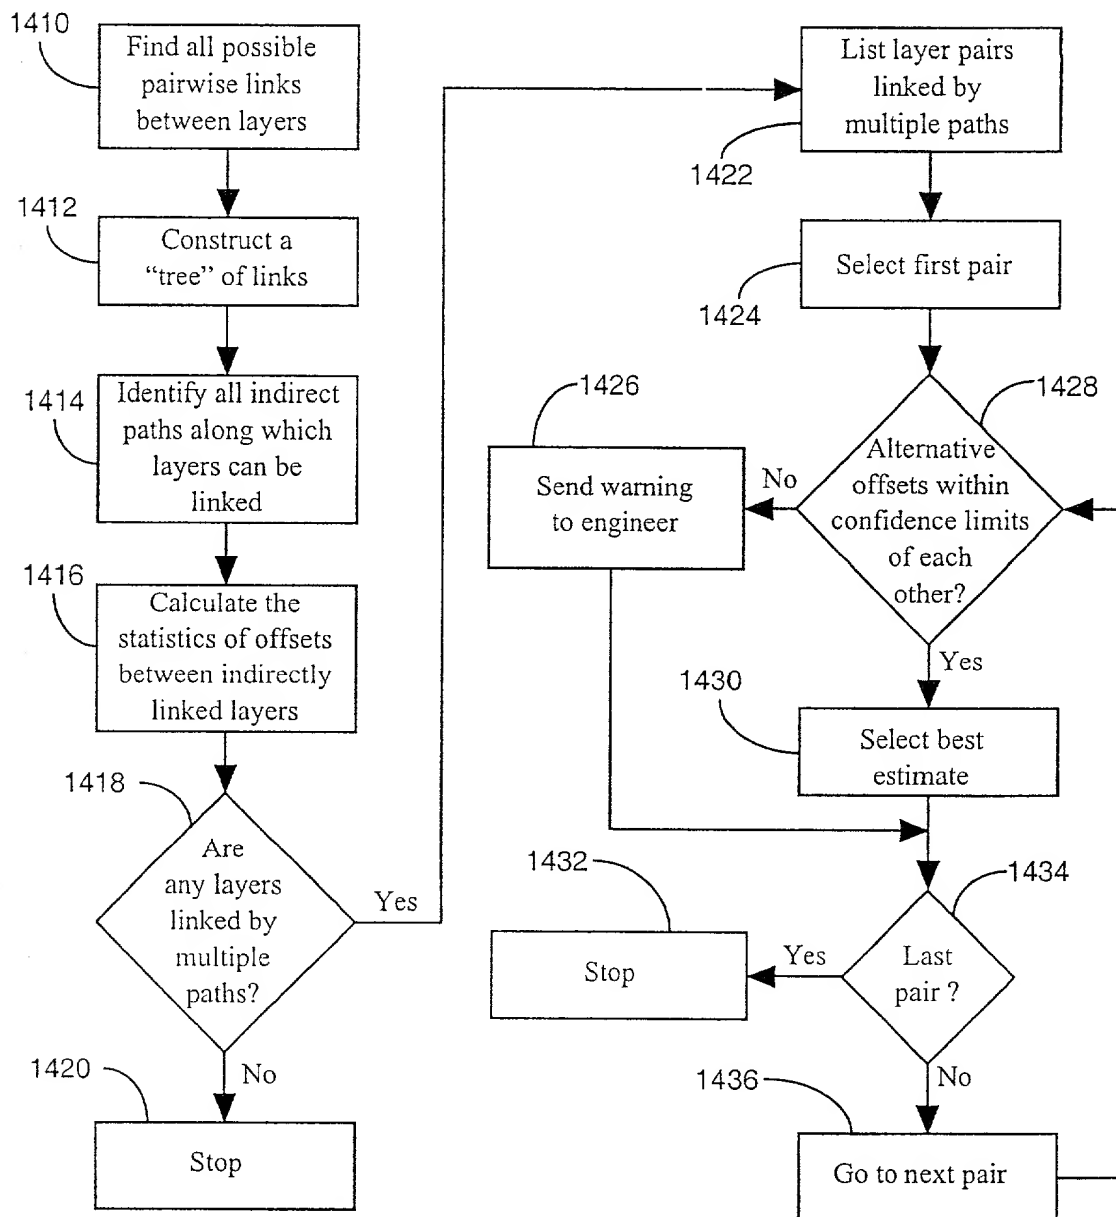 1410
Find all possible
pairwise links
between layers
1412
Construct a
“tree” of links
1414
Identify all indirect
paths along which
layers can be
linked
1416
Calculate the
statistics of offsets
between indirectly
linked layers
1418
Are
any layers
linked by
multiple
paths?
Yes
No
1420
Stop
List layer pairs
linked by
multiple paths
1422
Select first pair
1424
1426
Send warning
to engineer
No
1428
Alternative
offsets within
confidence limits
of each
other?
Yes
1430
Select best
estimate
1432
Stop
Yes
1434
Last
pair ?
No
1436
Go to next pair